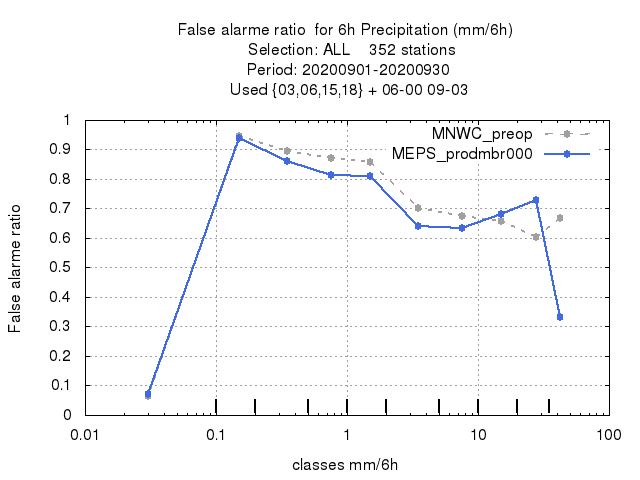 False alarme ratio  for 6h Precipitation (mm/6h)
Selection: ALL    352 stations
Period: 20200901-20200930
Used {03,06,15,18} + 06-00 09-03
MNWC_preop
MEPS_prodmbr000
1
0.9
0.8
0.7
0.6
0.5
0.4
0.3
0.2
0.1
0
False alarme ratio
0.01
0.1
1
10
100
classes mm/6h